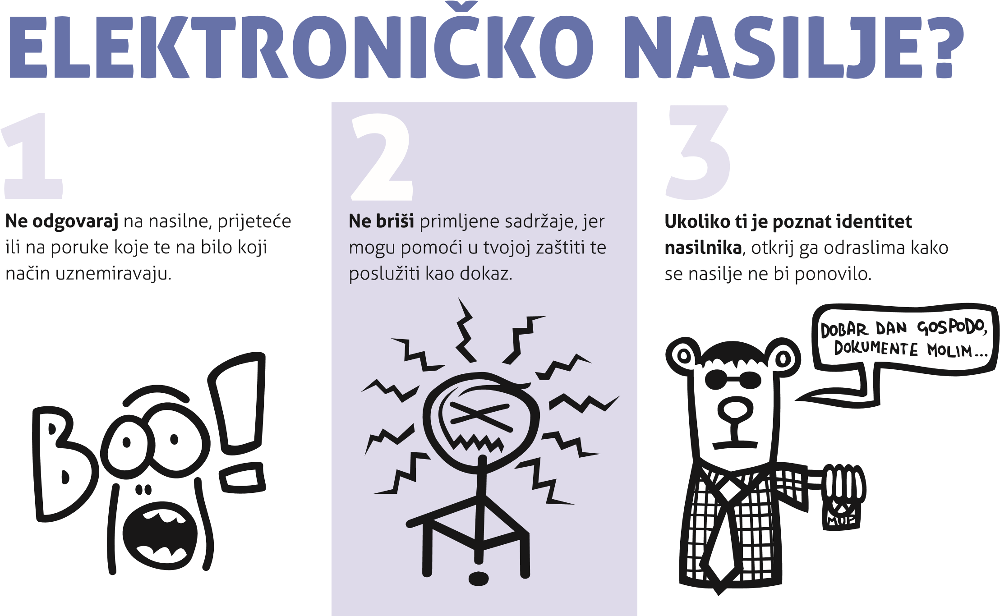 ELEKTRONIČKO NASILJE?
1
Ne odgovaraj na nasilne, prijeteće
ili na poruke koje te na bilo koji
način uznemiravaju.
BOO!
2
Ne briši primljene sadržaje, jer
mogu pomoći u tvojoj zaštiti te
poslužiti kao dokaz.
3
Ukoliko ti je poznat identitet
nasilnika, otkrij ga odraslima kako
se nasilje ne bi ponovilo.
DOBAR DAN GOSPODO,
DOKUMENTE MOLIM...
MUP